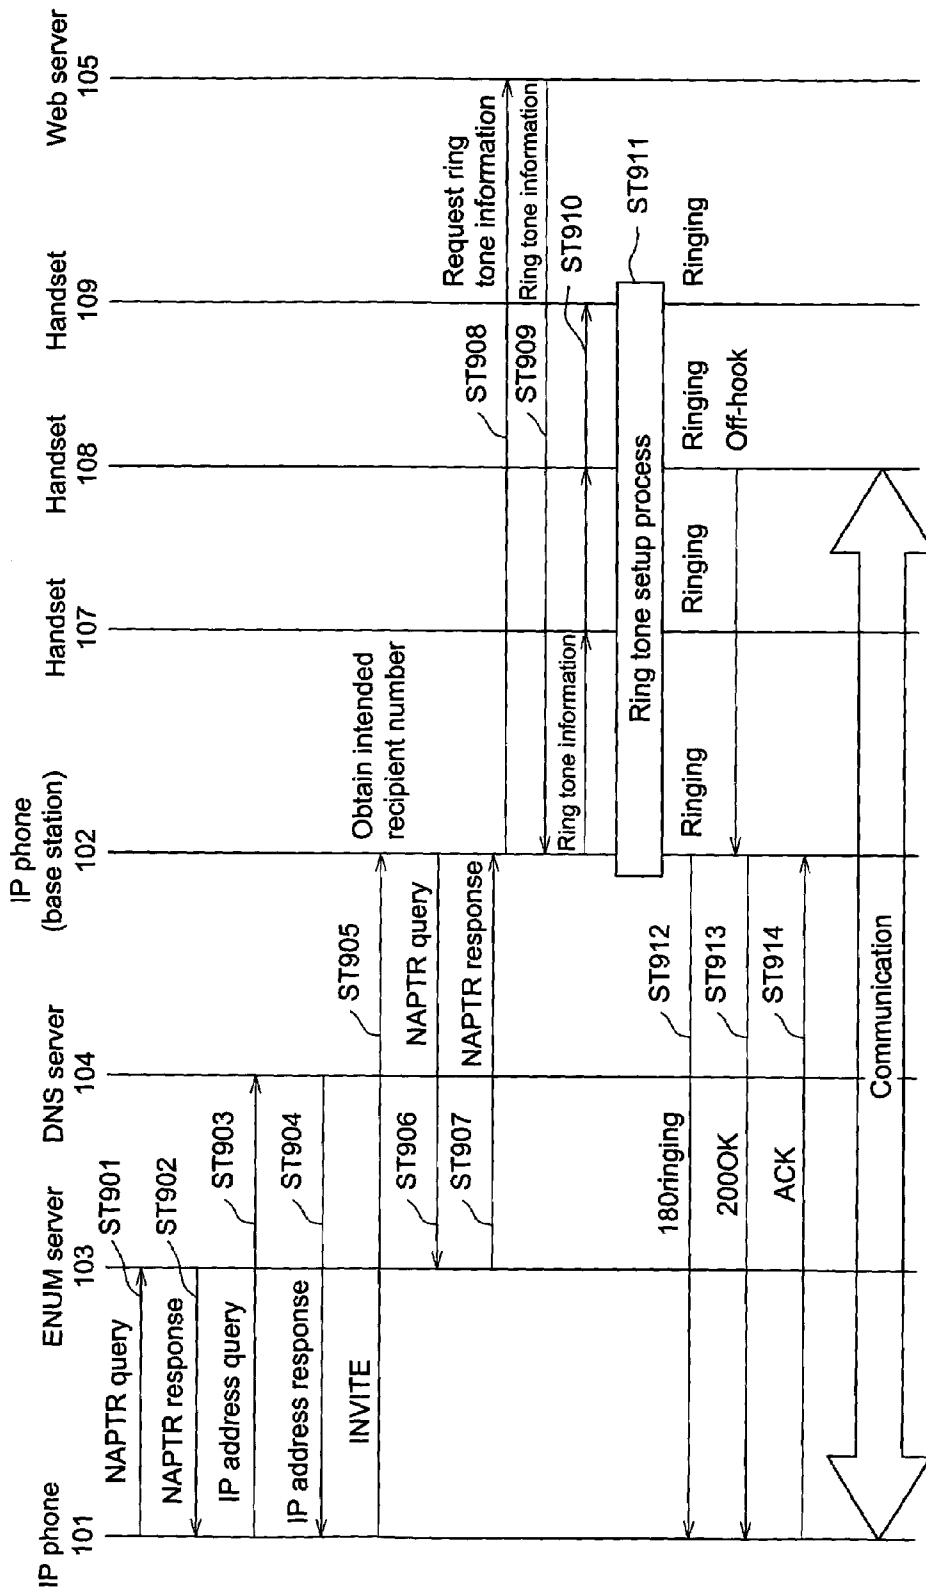 IP phone
101
ENUM server
103
DNS server
104
IP phone
(base station)
102
Handset
107
Handset
108
Handset
109
Web server
105
NAPTR query
ST901
NAPTR response
ST902
IP address query
ST903
IP address response
ST904
INVITE
ST905
Obtain intended
recipient number
ST906
NAPTR query
ST907
NAPTR response
ST908
Request ring
tone information
ST909
Ring tone information
Ring tone information
ST910
Ring tone setup process
ST911
180ringing
ST912
Ringing
Ringing
Ringing
Ringing
200OK
ST913
Off-hook
ACK
ST914
Communication